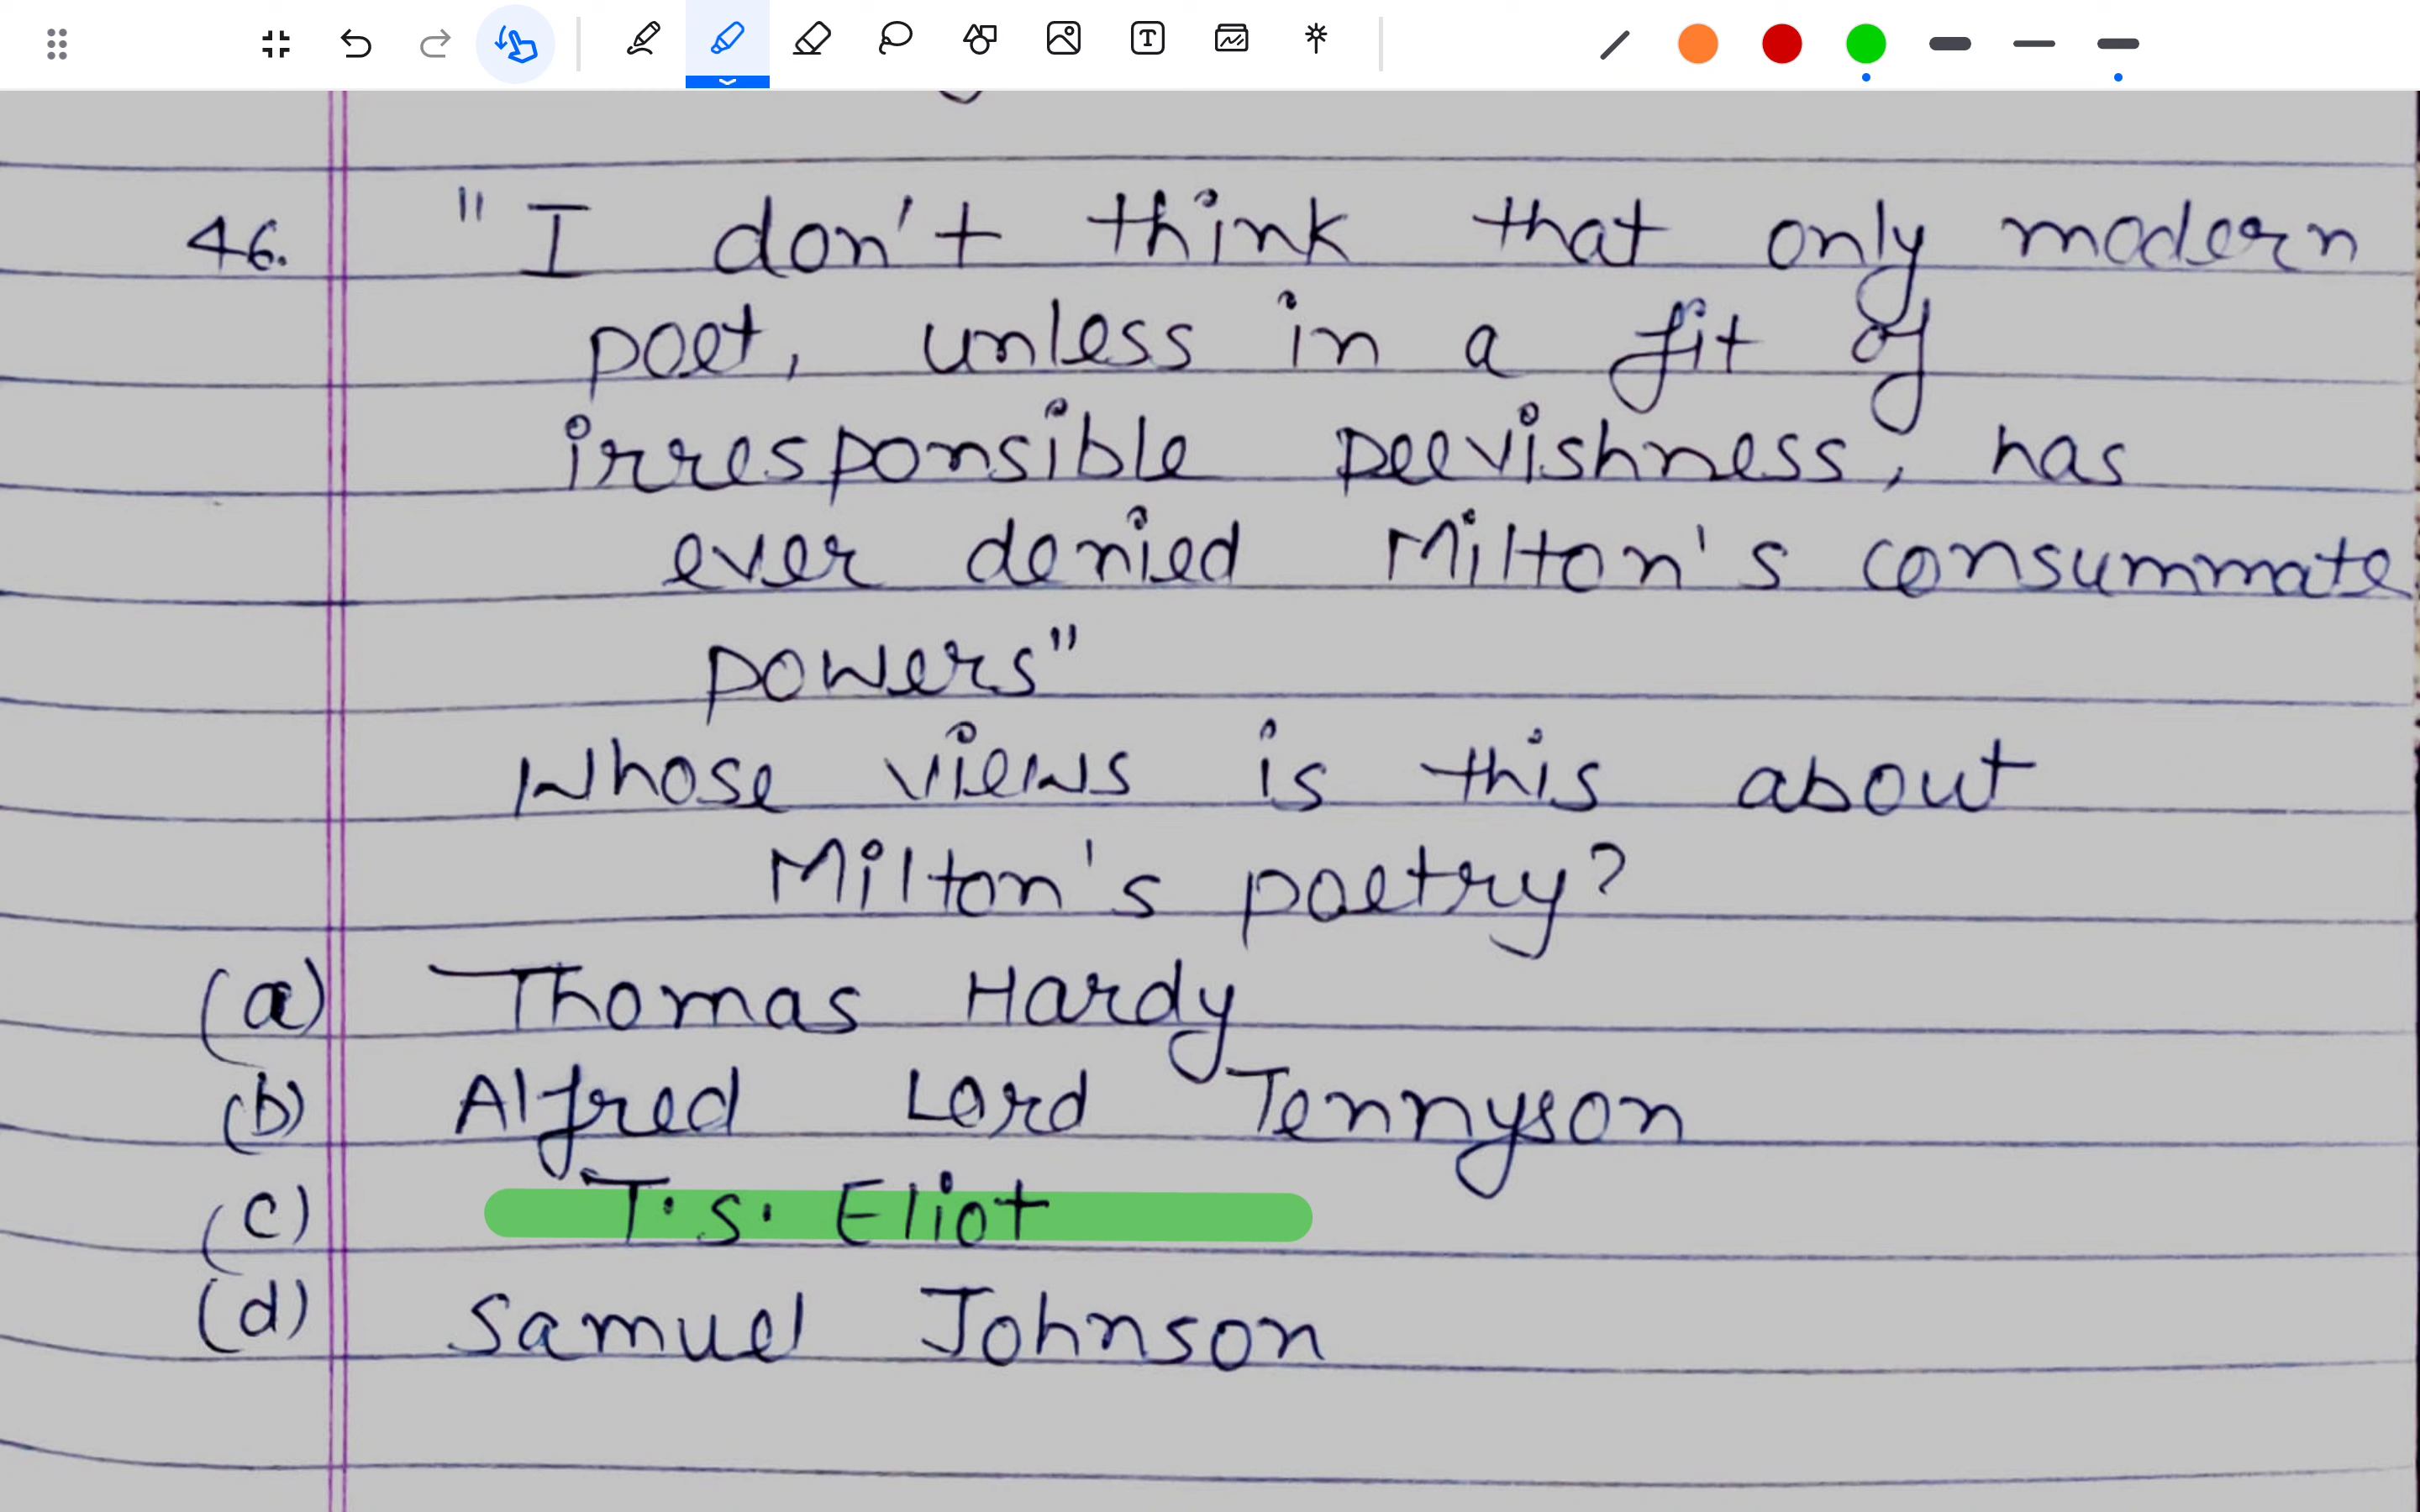 46. "I don't think that only modern
poet, unless in a fit of
irresponsible peevishness, has
ever denied Milton's consummate
powers"
Whose views is this about
Milton's poetry?
(a) Thomas Hardy
(b) Alfred Lord Tennyson
(c) T.S. Eliot
(d) Samuel Johnson